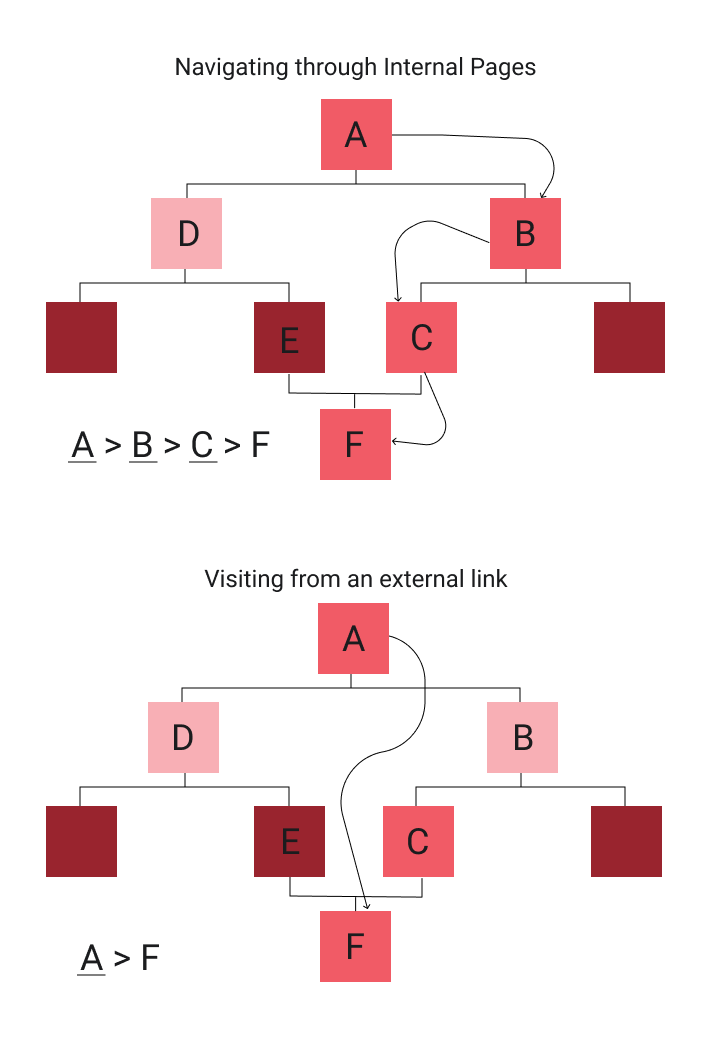 Navigating through Internal Pages
A
D
B
E
C
F
A > B > C > F
Visiting from an external link
A
D
B
E
C
F
A > F